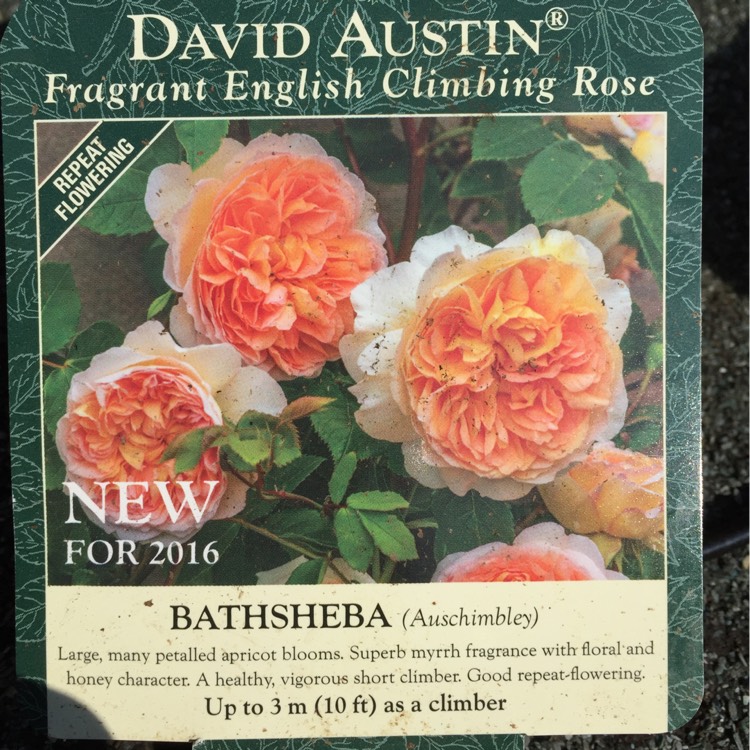 DAVID AUSTIN®
Fragrant English Climbing Rose
REPEAT
FLOWERING
NEW
FOR 2016
BATHSHEBA (Auschimbley)
Large, many petalled apricot blooms. Superb myrrh fragrance with floral and
honey character. A healthy, vigorous short climber. Good repeat-flowering.
Up to 3 m (10 ft) as a climber